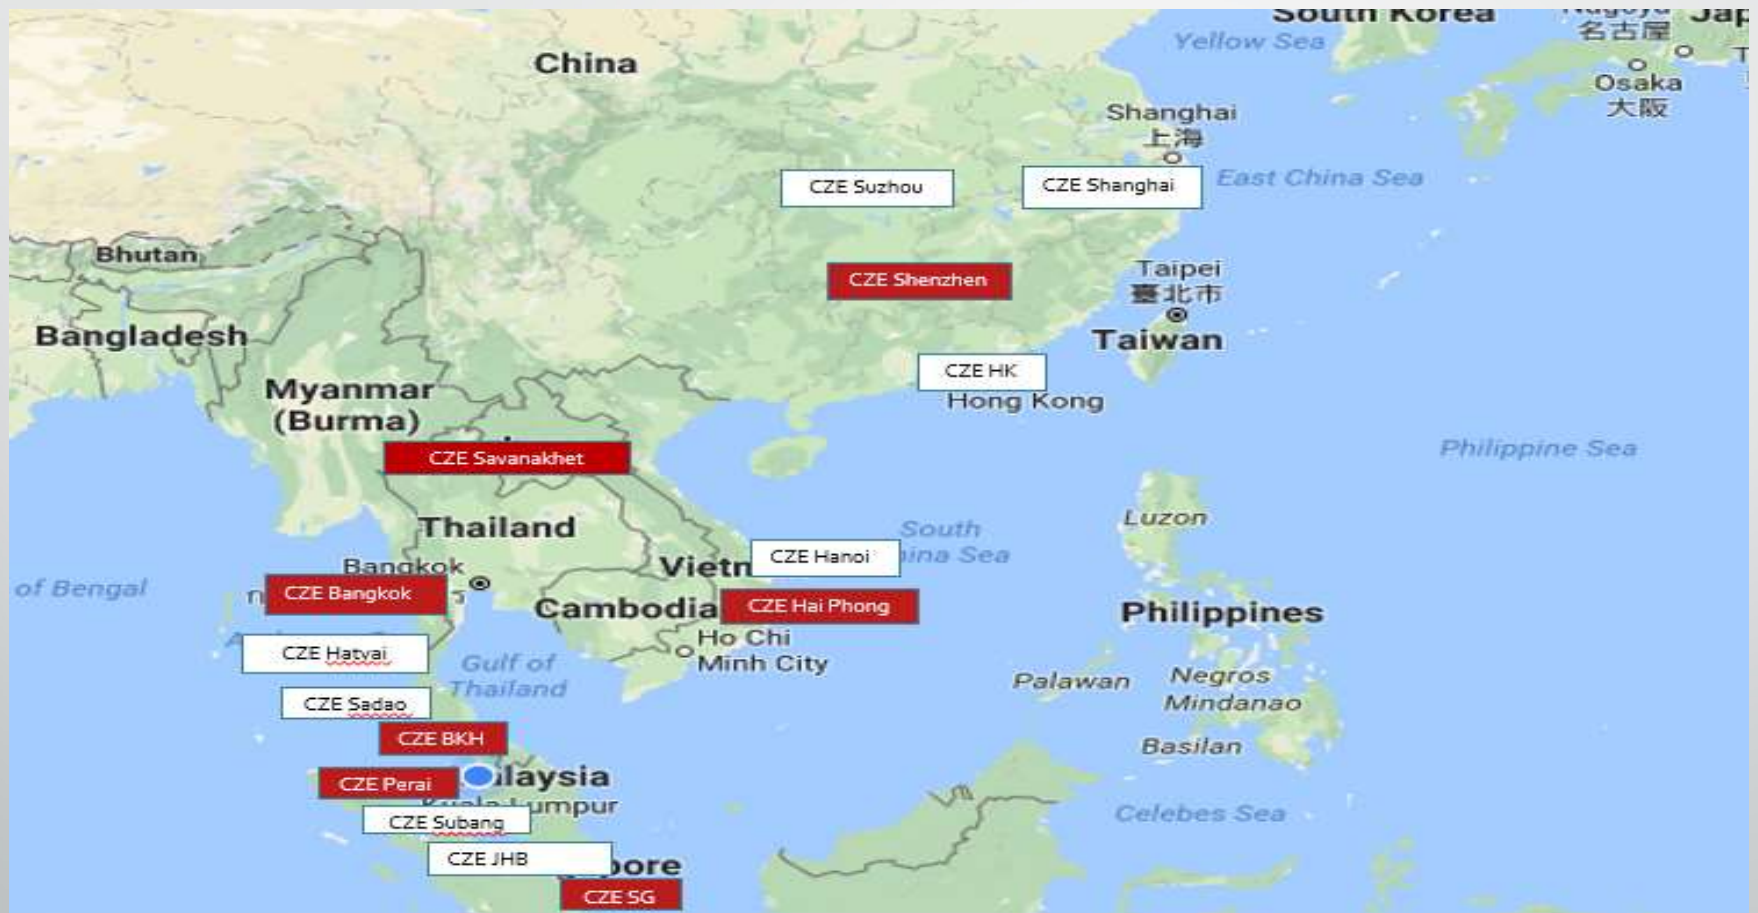 South Korea
Yellow Sea
名古屋
China
Osaka
大阪
Shanghai
上海
CZE Suzhou
CZE Shanghai
East China Sea
Bhutan
CZE Shenzhen
Taipei
臺北市
Bangladesh
Taiwan
CZE HK
Hong Kong
Myanmar
(Burma)
CZE Savanakhet
Philippine Sea
Thailand
Luzon
South
ina Sea
CZE Hanoi
Vietn
Bangkok
of Bengal
CZE Bangkok
Cambodia
CZE Hai Phong
Philippines
Ho Chi
Minh City
CZE Hatyai
Gulf of
Thailand
Palawan
Negros
Mindanao
CZE Sadao
CZE BKH
Basilan
CZE Perai
laysia
Kuala Lumpur
CZE Subang
Celebes Sea
CZE JHB
pore
CZE SG